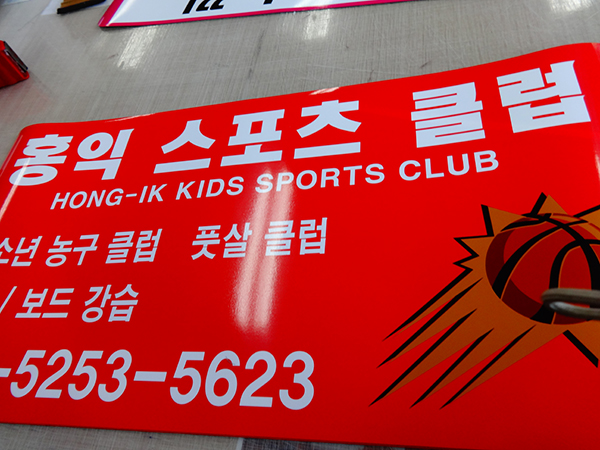 홍익 스포츠 클럽
HONG-IK KIDS SPORTS CLUB
소년 농구 클럽 풋살 클럽
/ 보드 강습
-5253-5623